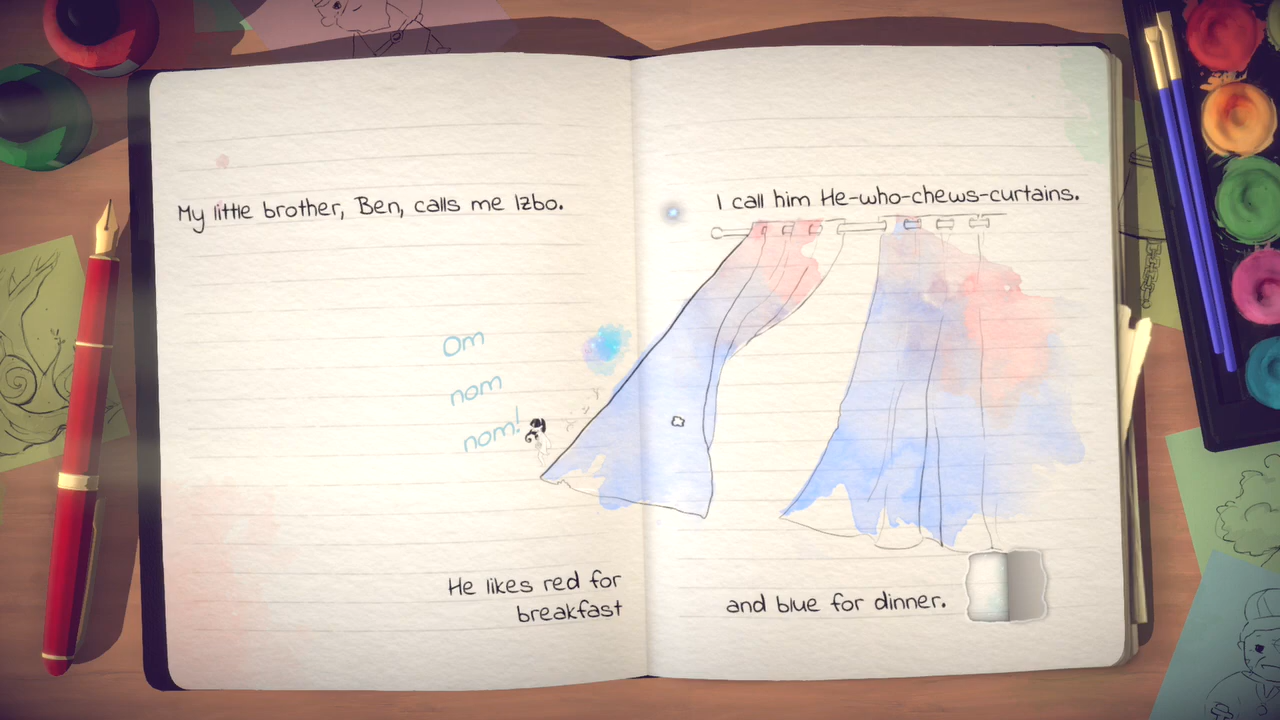 My little brother, Ben, calls me Izbo.
Om
nom
nom!
He likes red for
breakfast
I call him He-who-chews-curtains.
and blue for dinner.